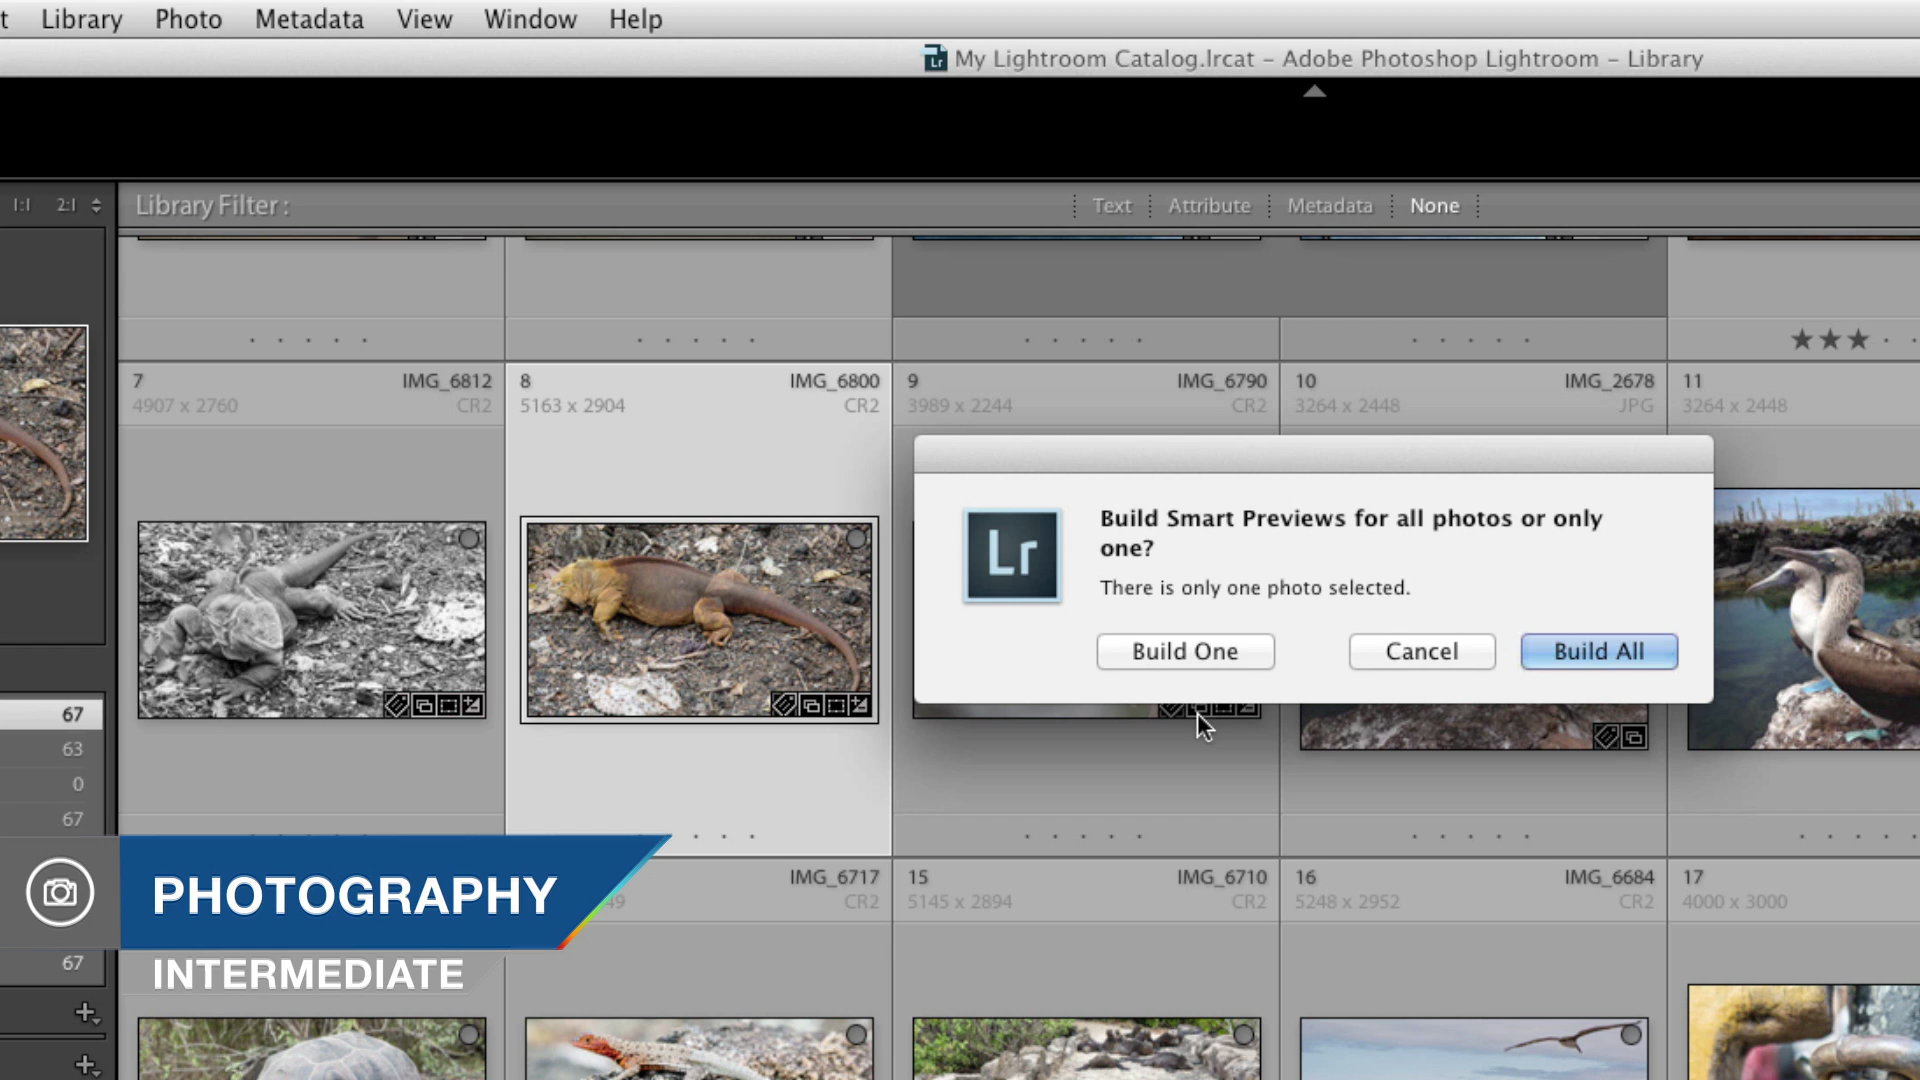 t Library Photo Metadata View Window Help
Lr My Lightroom Catalog.lrcat – Adobe Photoshop Lightroom – Library
1:1 2:1 Library Filter : Text Attribute Metadata None
7 IMG_6812
4907 x 2760 CR2
8 IMG_6800
5163 x 2904 CR2
9 IMG_6790
3989 x 2244 CR2
10 IMG_2678
3264 x 2448 JPG
11
3264 x 2448
Lr
Build Smart Previews for all photos or only
one?
There is only one photo selected.
Build One Cancel Build All
67
63
0
67
67
PHOTOGRAPHY
INTERMEDIATE
IMG_6717
49 CR2
15 IMG_6710
5145 x 2894 CR2
16 IMG_6684
5248 x 2952 CR2
17
4000 x 3000